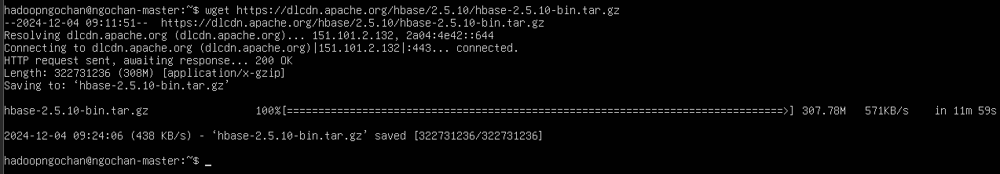 hadoopngochan@ngochan-master:~$ wget https://dlcdn.apache.org/hbase/2.5.10/hbase-2.5.10-bin.tar.gz
--2024-12-04 09:11:51--  https://dlcdn.apache.org/hbase/2.5.10/hbase-2.5.10-bin.tar.gz
Resolving dlcdn.apache.org (dlcdn.apache.org)... 151.101.2.132, 2a04:4e42::644
Connecting to dlcdn.apache.org (dlcdn.apache.org)|151.101.2.132|:443... connected.
HTTP request sent, awaiting response... 200 OK
Length: 322731236 (308M) [application/x-gzip]
Saving to: ‘hbase-2.5.10-bin.tar.gz’
hbase-2.5.10-bin.tar.gz 100%[================================================================================>] 307.78M 571KB/s in 11m 59s
2024-12-04 09:24:06 (438 KB/s) - ‘hbase-2.5.10-bin.tar.gz’ saved [322731236/322731236]
hadoopngochan@ngochan-master:~$ _